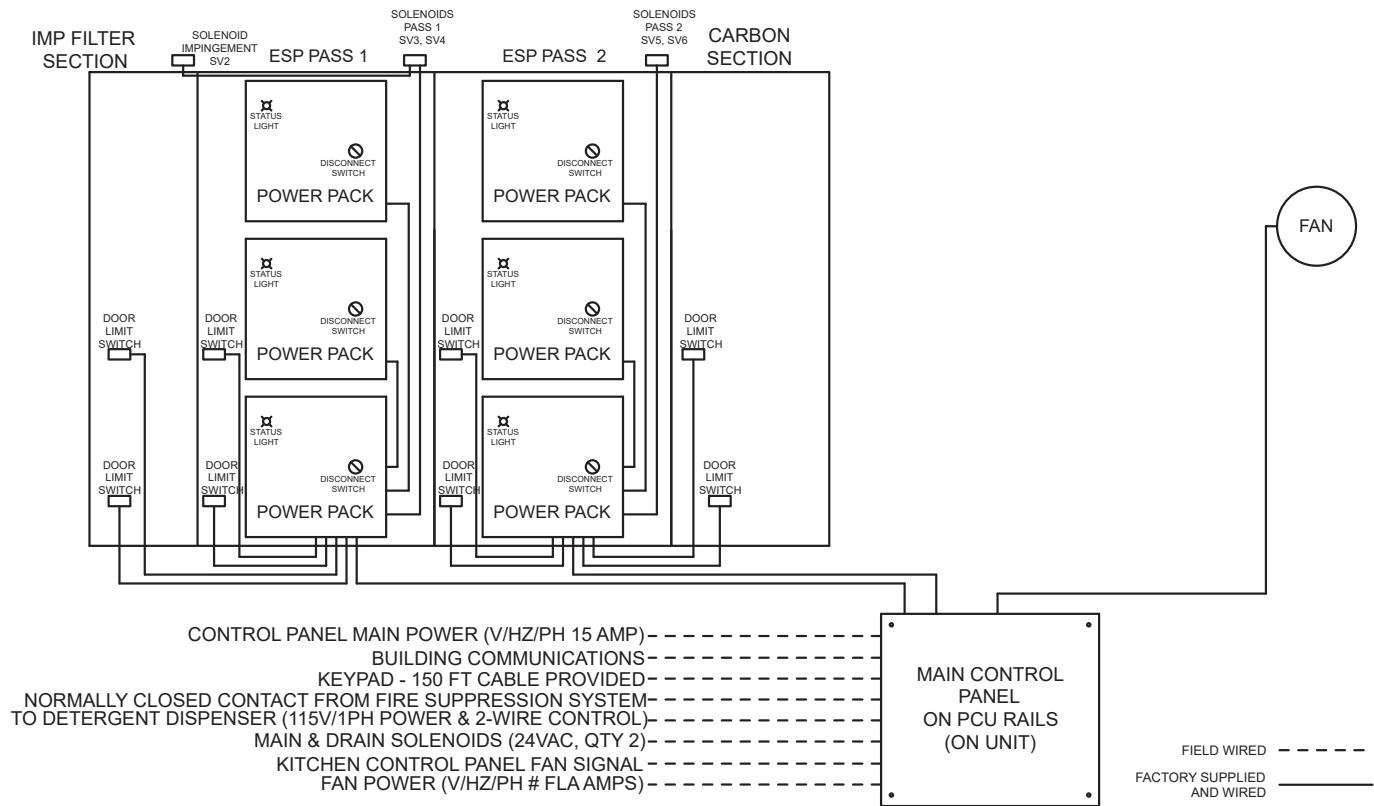 IMP FILTER
SECTION
SOLENOID
IMPINGEMENT
SV2
ESP PASS 1
SOLENOIDS
PASS 1
SV3, SV4
ESP PASS 2
SOLENOIDS
PASS 2
SV5, SV6
CARBON
SECTION
STATUS
LIGHT
DISCONNECT
SWITCH
POWER PACK
STATUS
LIGHT
DISCONNECT
SWITCH
POWER PACK
FAN
STATUS
LIGHT
DISCONNECT
SWITCH
POWER PACK
STATUS
LIGHT
DISCONNECT
SWITCH
POWER PACK
DOOR
LIMIT
SWITCH
DOOR
LIMIT
SWITCH
DOOR
LIMIT
SWITCH
DOOR
LIMIT
SWITCH
STATUS
LIGHT
DISCONNECT
SWITCH
POWER PACK
STATUS
LIGHT
DISCONNECT
SWITCH
POWER PACK
DOOR
LIMIT
SWITCH
DOOR
LIMIT
SWITCH
DOOR
LIMIT
SWITCH
DOOR
LIMIT
SWITCH
CONTROL PANEL MAIN POWER (V/HZ/PH 15 AMP)
BUILDING COMMUNICATIONS
KEYPAD - 150 FT CABLE PROVIDED
NORMALLY CLOSED CONTACT FROM FIRE SUPPRESSION SYSTEM
TO DETERGENT DISPENSER (115V/1PH POWER & 2-WIRE CONTROL)
MAIN & DRAIN SOLENOIDS (24VAC, QTY 2)
KITCHEN CONTROL PANEL FAN SIGNAL
FAN POWER (V/HZ/PH # FLA AMPS)
MAIN CONTROL
PANEL
ON PCU RAILS
(ON UNIT)
FIELD WIRED
FACTORY SUPPLIED
AND WIRED